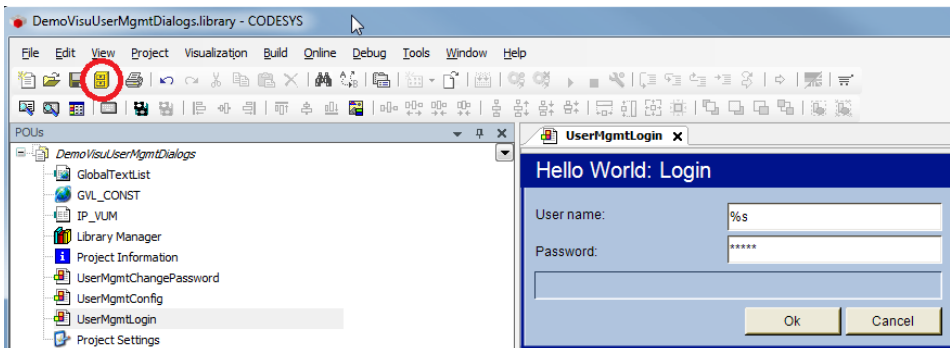 DemoVisuUserMgmtDialogs.library - CODESYS
File Edit View Project Visualization Build Online Debug Tools Window Help
POUs
UserMgmtLogin x
DemoVisuUserMgmtDialogs
GlobalTextList
GVL_CONST
IP_VUM
Library Manager
Project Information
UserMgmtChangePassword
UserMgmtConfig
UserMgmtLogin
Project Settings
Hello World: Login
User name:
%s
Password:
*****
Ok
Cancel